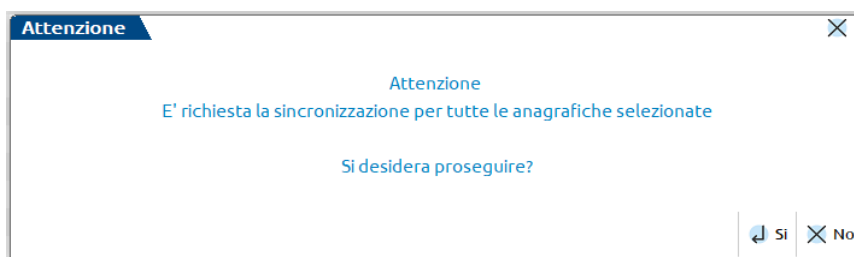 Attenzione
Attenzione
E' richiesta la sincronizzazione per tutte le anagrafiche selezionate
Si desidera proseguire?
Si No